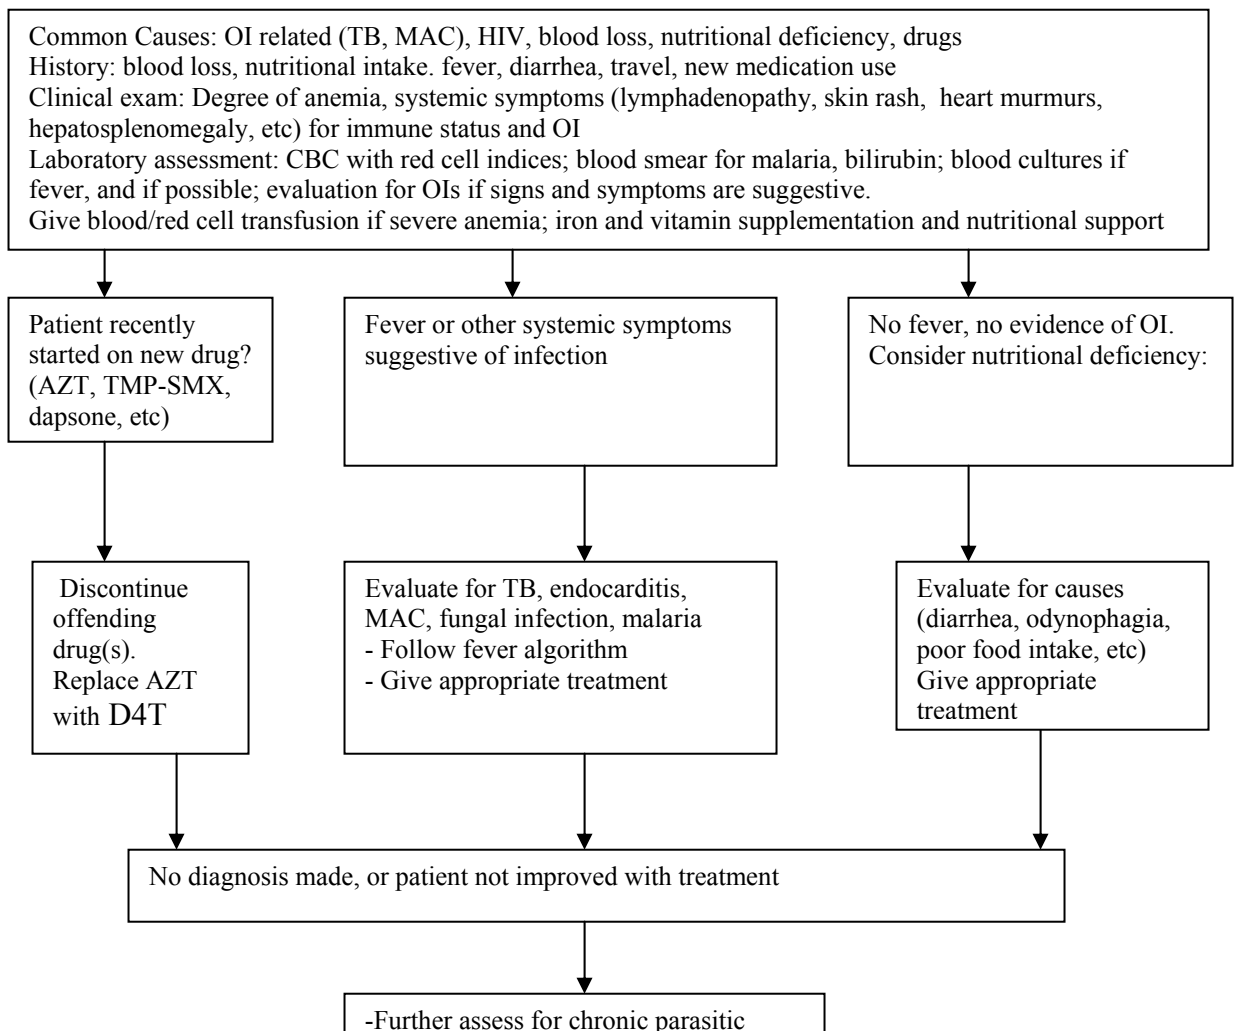 Common Causes: OI related (TB, MAC), HIV, blood loss, nutritional deficiency, drugs
History: blood loss, nutritional intake. fever, diarrhea, travel, new medication use
Clinical exam: Degree of anemia, systemic symptoms (lymphadenopathy, skin rash, heart murmurs,
hepatosplenomegaly, etc) for immune status and OI
Laboratory assessment: CBC with red cell indices; blood smear for malaria, bilirubin; blood cultures if
fever, and if possible; evaluation for OIs if signs and symptoms are suggestive.
Give blood/red cell transfusion if severe anemia; iron and vitamin supplementation and nutritional support
Patient recently
started on new drug?
(AZT, TMP-SMX,
dapsone, etc)
Fever or other systemic symptoms
suggestive of infection
No fever, no evidence of OI.
Consider nutritional deficiency:
Discontinue
offending
drug(s).
Replace AZT
with D4T
Evaluate for TB, endocarditis,
MAC, fungal infection, malaria
- Follow fever algorithm
- Give appropriate treatment
Evaluate for causes
(diarrhea, odynophagia,
poor food intake, etc)
Give appropriate
treatment
No diagnosis made, or patient not improved with treatment
-Further assess for chronic parasitic